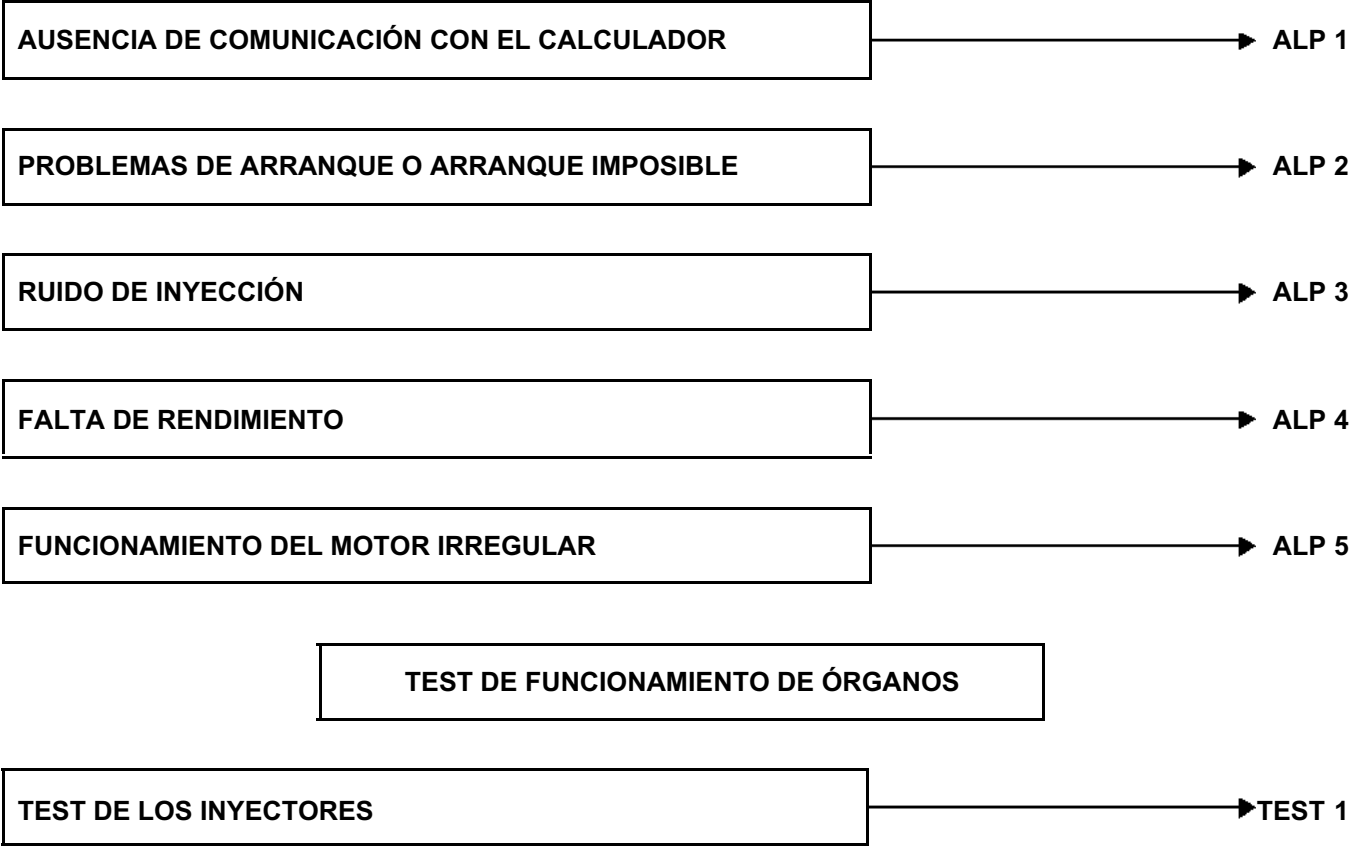 AUSENCIA DE COMUNICACIÓN CON EL CALCULADOR ALP 1
PROBLEMAS DE ARRANQUE O ARRANQUE IMPOSIBLE ALP 2
RUIDO DE INYECCIÓN ALP 3
FALTA DE RENDIMIENTO ALP 4
FUNCIONAMIENTO DEL MOTOR IRREGULAR ALP 5
TEST DE FUNCIONAMIENTO DE ÓRGANOS
TEST DE LOS INYECTORES TEST 1